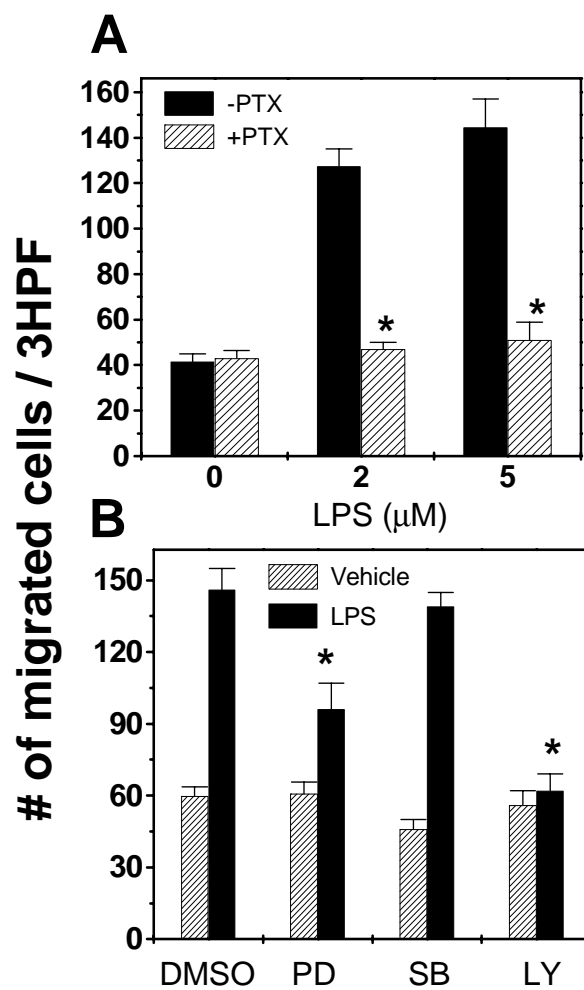 A
# of migrated cells / 3HPF
160
140
120
100
80
60
40
20
0
-PTX
+PTX
*
*
0 2 5
LPS (μM)
B
150
120
90
60
30
0
Vehicle
LPS
*
*
DMSO PD SB LY